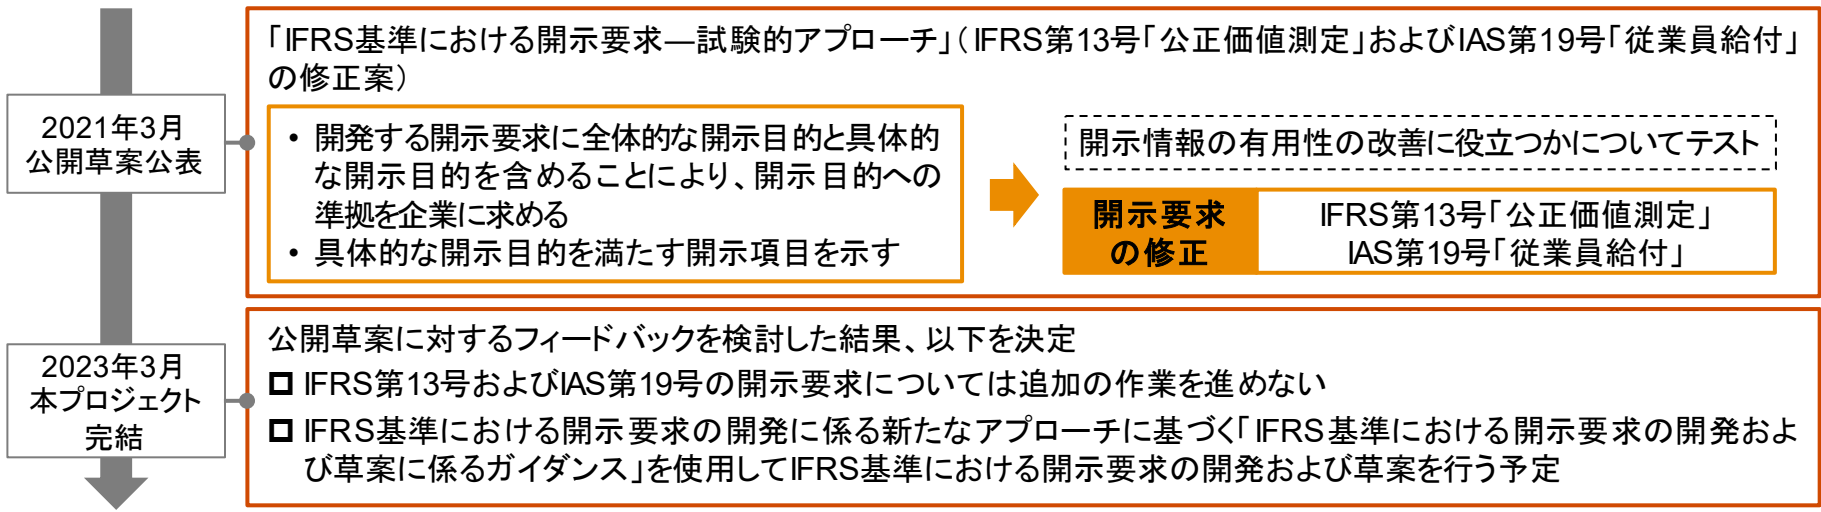 「IFRS基準における開示要求―試験的アプローチ」（IFRS第13号「公正価値測定」およびIAS第19号「従業員給付」
の修正案）
2021年3月
公開草案公表
• 開発する開示要求に全体的な開示目的と具体的
な開示目的を含めることにより、開示目的への
準拠を企業に求める
• 具体的な開示目的を満たす開示項目を示す
開示情報の有用性の改善に役立つかについてテスト
開示要求
の修正
IFRS第13号「公正価値測定」
IAS第19号「従業員給付」
2023年3月
本プロジェクト
完結
公開草案に対するフィードバックを検討した結果、以下を決定
IFRS第13号およびIAS第19号の開示要求については追加の作業を進めない
IFRS基準における開示要求の開発に係る新たなアプローチに基づく「IFRS基準における開示要求の開発およ
び草案に係るガイダンス」を使用してIFRS基準における開示要求の開発および草案を行う予定